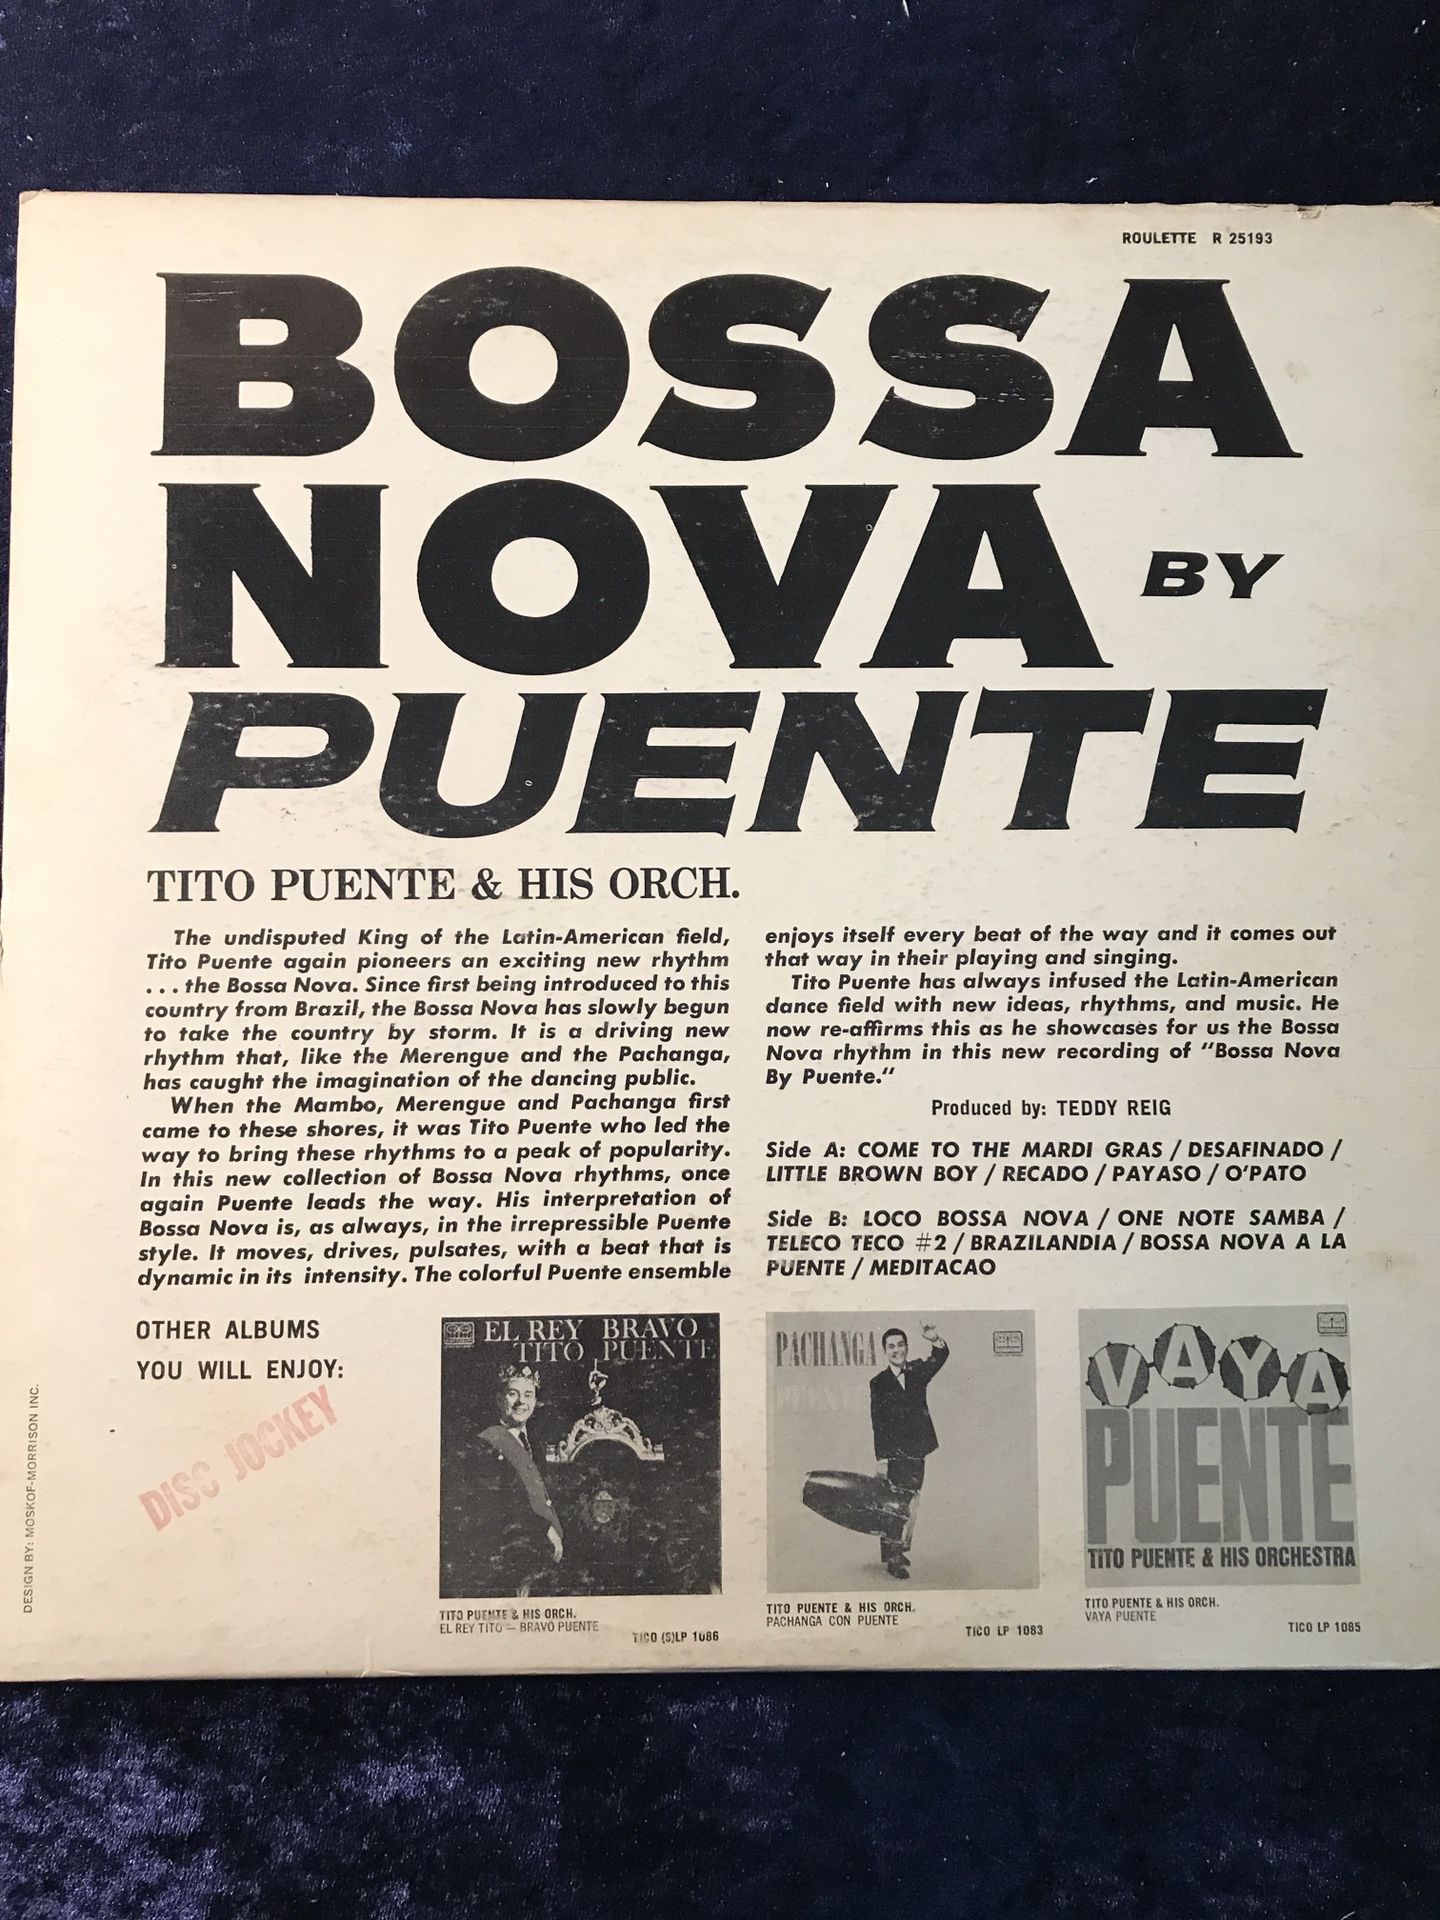 ROULETTE R 25193
BOSSA
NOVA BY
PUENTE
TITO PUENTE & HIS ORCH.
The undisputed King of the Latin-American field,
Tito Puente again pioneers an exciting new rhythm
. . . the Bossa Nova. Since first being introduced to this
country from Brazil, the Bossa Nova has slowly begun
to take the country by storm. It is a driving new
rhythm that, like the Merengue and the Pachanga,
has caught the imagination of the dancing public.
When the Mambo, Merengue and Pachanga first
came to these shores, it was Tito Puente who led the
way to bring these rhythms to a peak of popularity.
In this new collection of Bossa Nova rhythms, once
again Puente leads the way. His interpretation of
Bossa Nova is, as always, in the irrepressible Puente
style. It moves, drives, pulsates, with a beat that is
dynamic in its intensity. The colorful Puente ensemble
enjoys itself every beat of the way and it comes out
that way in their playing and singing.
Tito Puente has always infused the Latin-American
dance field with new ideas, rhythms, and music. He
now re-affirms this as he showcases for us the Bossa
Nova rhythm in this new recording of "Bossa Nova
By Puente."
Produced by: TEDDY REIG
Side A: COME TO THE MARDI GRAS / DESAFINADO /
LITTLE BROWN BOY / RECADO / PAYASO / O'PATO
Side B: LOCO BOSSA NOVA / ONE NOTE SAMBA /
TELECO TECO #2 / BRAZILANDIA / BOSSA NOVA A LA
PUENTE / MEDITACAO
OTHER ALBUMS
YOU WILL ENJOY:
DISC JOCKEY
DESIGN BY: MOSKOF-MORRISON INC.
EL REY BRAVO
TITO PUENTE
TITO PUENTE & HIS ORCH.
EL REY TITO — BRAVO PUENTE
TICO (S)LP 1086
PACHANGA
PUENTE
TITO PUENTE & HIS ORCH.
PACHANGA CON PUENTE
TICO LP 1083
VAYA
PUENTE
TITO PUENTE & HIS ORCHESTRA
TITO PUENTE & HIS ORCH.
VAYA PUENTE
TICO LP 1085